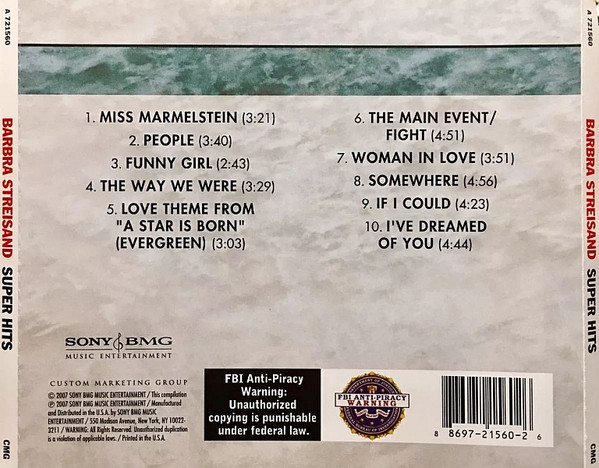 A 721560
BARBRA STREISAND SUPER HITS
CMG
1. MISS MARMELSTEIN (3:21)
2. PEOPLE (3:40)
3. FUNNY GIRL (2:43)
4. THE WAY WE WERE (3:29)
5. LOVE THEME FROM
"A STAR IS BORN"
(EVERGREEN) (3:03)
6. THE MAIN EVENT/
FIGHT (4:51)
7. WOMAN IN LOVE (3:51)
8. SOMEWHERE (4:56)
9. IF I COULD (4:23)
10. I'VE DREAMED
OF YOU (4:44)
SONY BMG
MUSIC ENTERTAINMENT
CUSTOM MARKETING GROUP
© 2007 SONY BMG MUSIC ENTERTAINMENT / This compilation
℗ 2007 SONY BMG MUSIC ENTERTAINMENT / Manufactured
and Distributed in the U.S.A. by SONY BMG MUSIC
ENTERTAINMENT / 550 Madison Avenue, New York, NY 10022-
3211 / WARNING: All Rights Reserved. Unauthorized duplication
is a violation of applicable laws. / Printed in the U.S.A.
FBI Anti-Piracy
Warning:
Unauthorized
copying is punishable
under federal law.
FBI ANTI-PIRACY
WARNING
8 88697-21560-2 6
A 721560
BARBRA STREISAND SUPER HITS
CMG